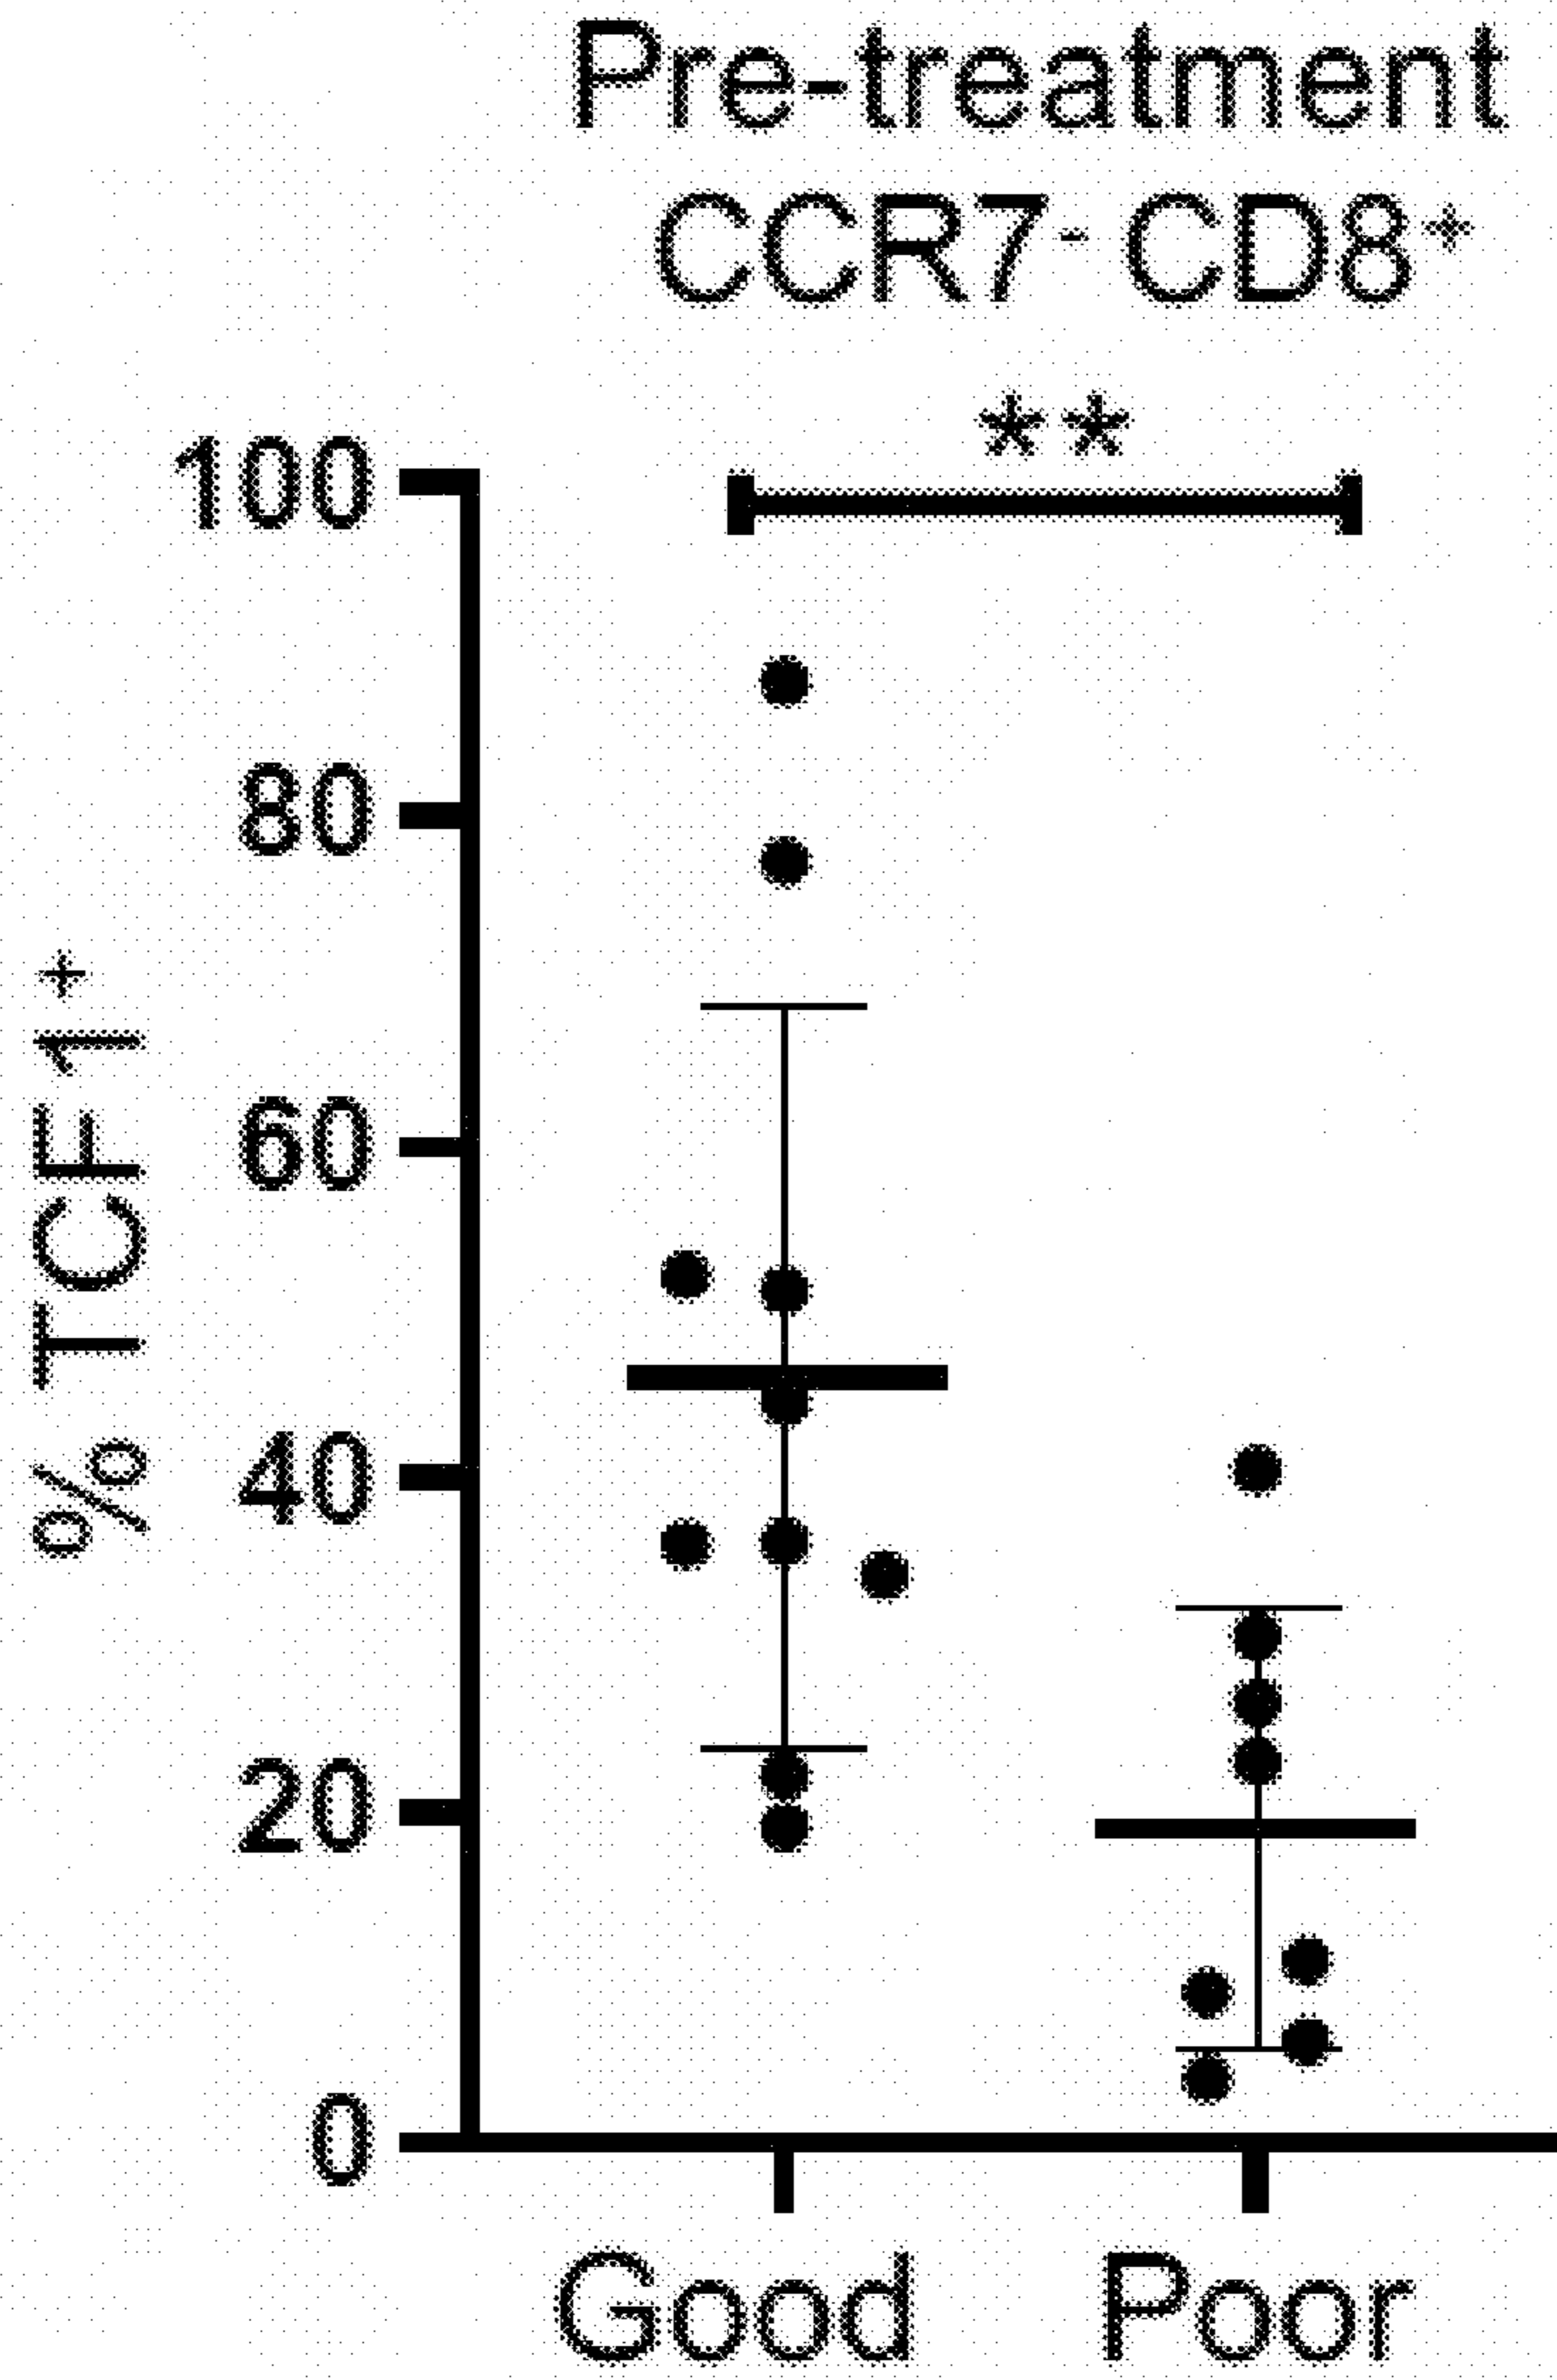 Pre-treatment
CCR7⁻ CD8⁺
**
100
80
60
40
20
0
% TCF1⁺
Good Poor